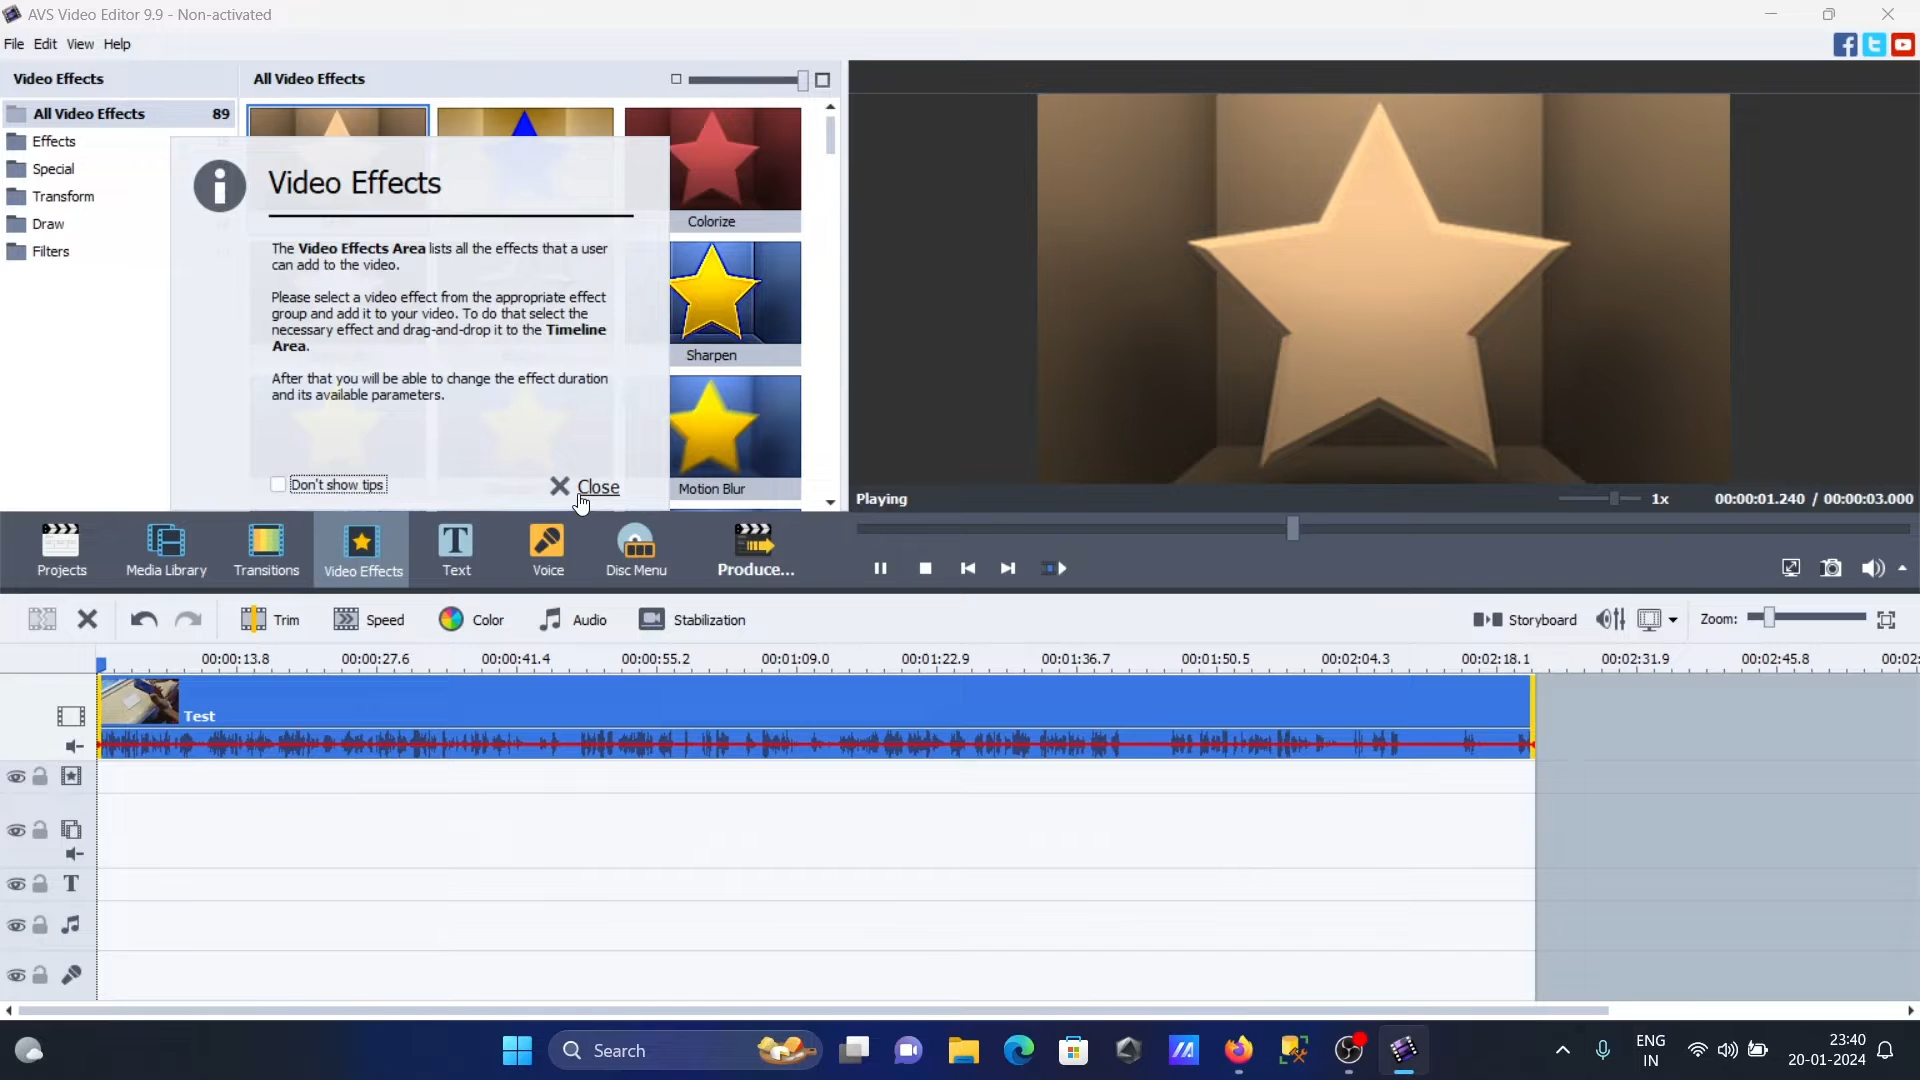 AVS Video Editor 9.9 - Non-activated
File Edit View Help
Video Effects
All Video Effects
All Video Effects 89
Effects
Special
Transform
Draw
Filters
Colorize
Sharpen
Motion Blur
Video Effects
The Video Effects Area lists all the effects that a user
can add to the video.
Please select a video effect from the appropriate effect
group and add it to your video. To do that select the
necessary effect and drag-and-drop it to the Timeline
Area.
After that you will be able to change the effect duration
and its available parameters.
Don't show tips
Close
Playing
1x
00:00:01.240 / 00:00:03.000
Projects
Media Library
Transitions
Video Effects
Text
Voice
Disc Menu
Produce...
Trim
Speed
Color
Audio
Stabilization
Storyboard
Zoom:
00:00:13.8 00:00:27.6 00:00:41.4 00:00:55.2 00:01:09.0 00:01:22.9 00:01:36.7 00:01:50.5 00:02:04.3 00:02:18.1 00:02:31.9 00:02:45.8 00:02:
Test
Search
ENG
IN
23:40
20-01-2024